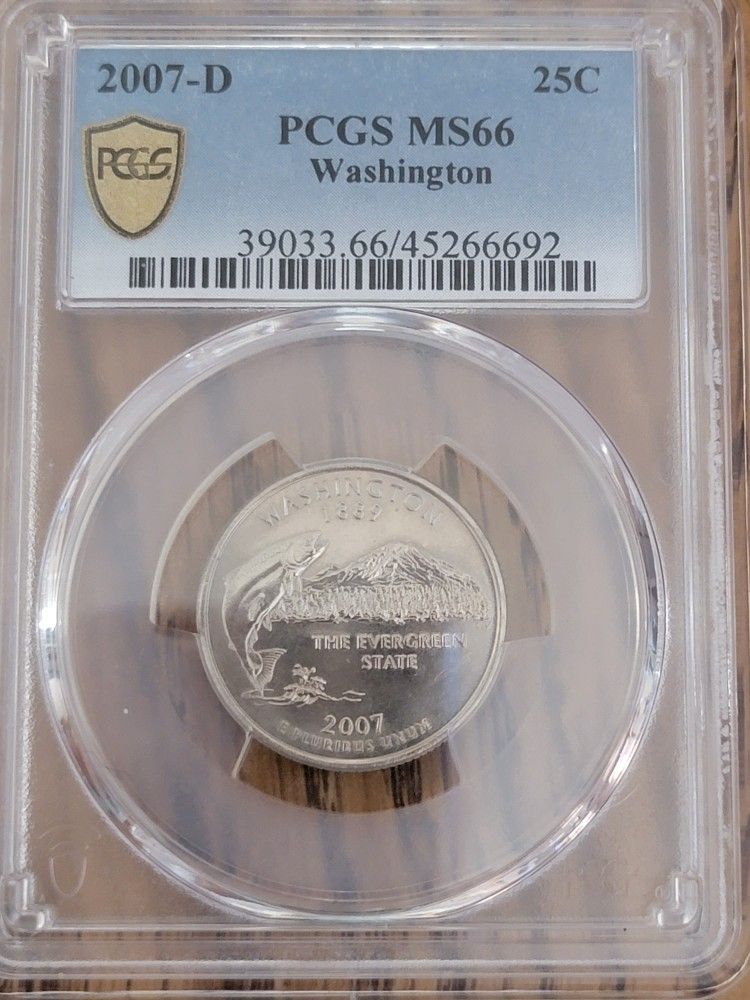 2007-D 25C
PCGS MS66
Washington
PCGS
39033.66/45266692
WASHINGTON
1889
THE EVERGREEN
STATE
2007
E PLURIBUS UNUM